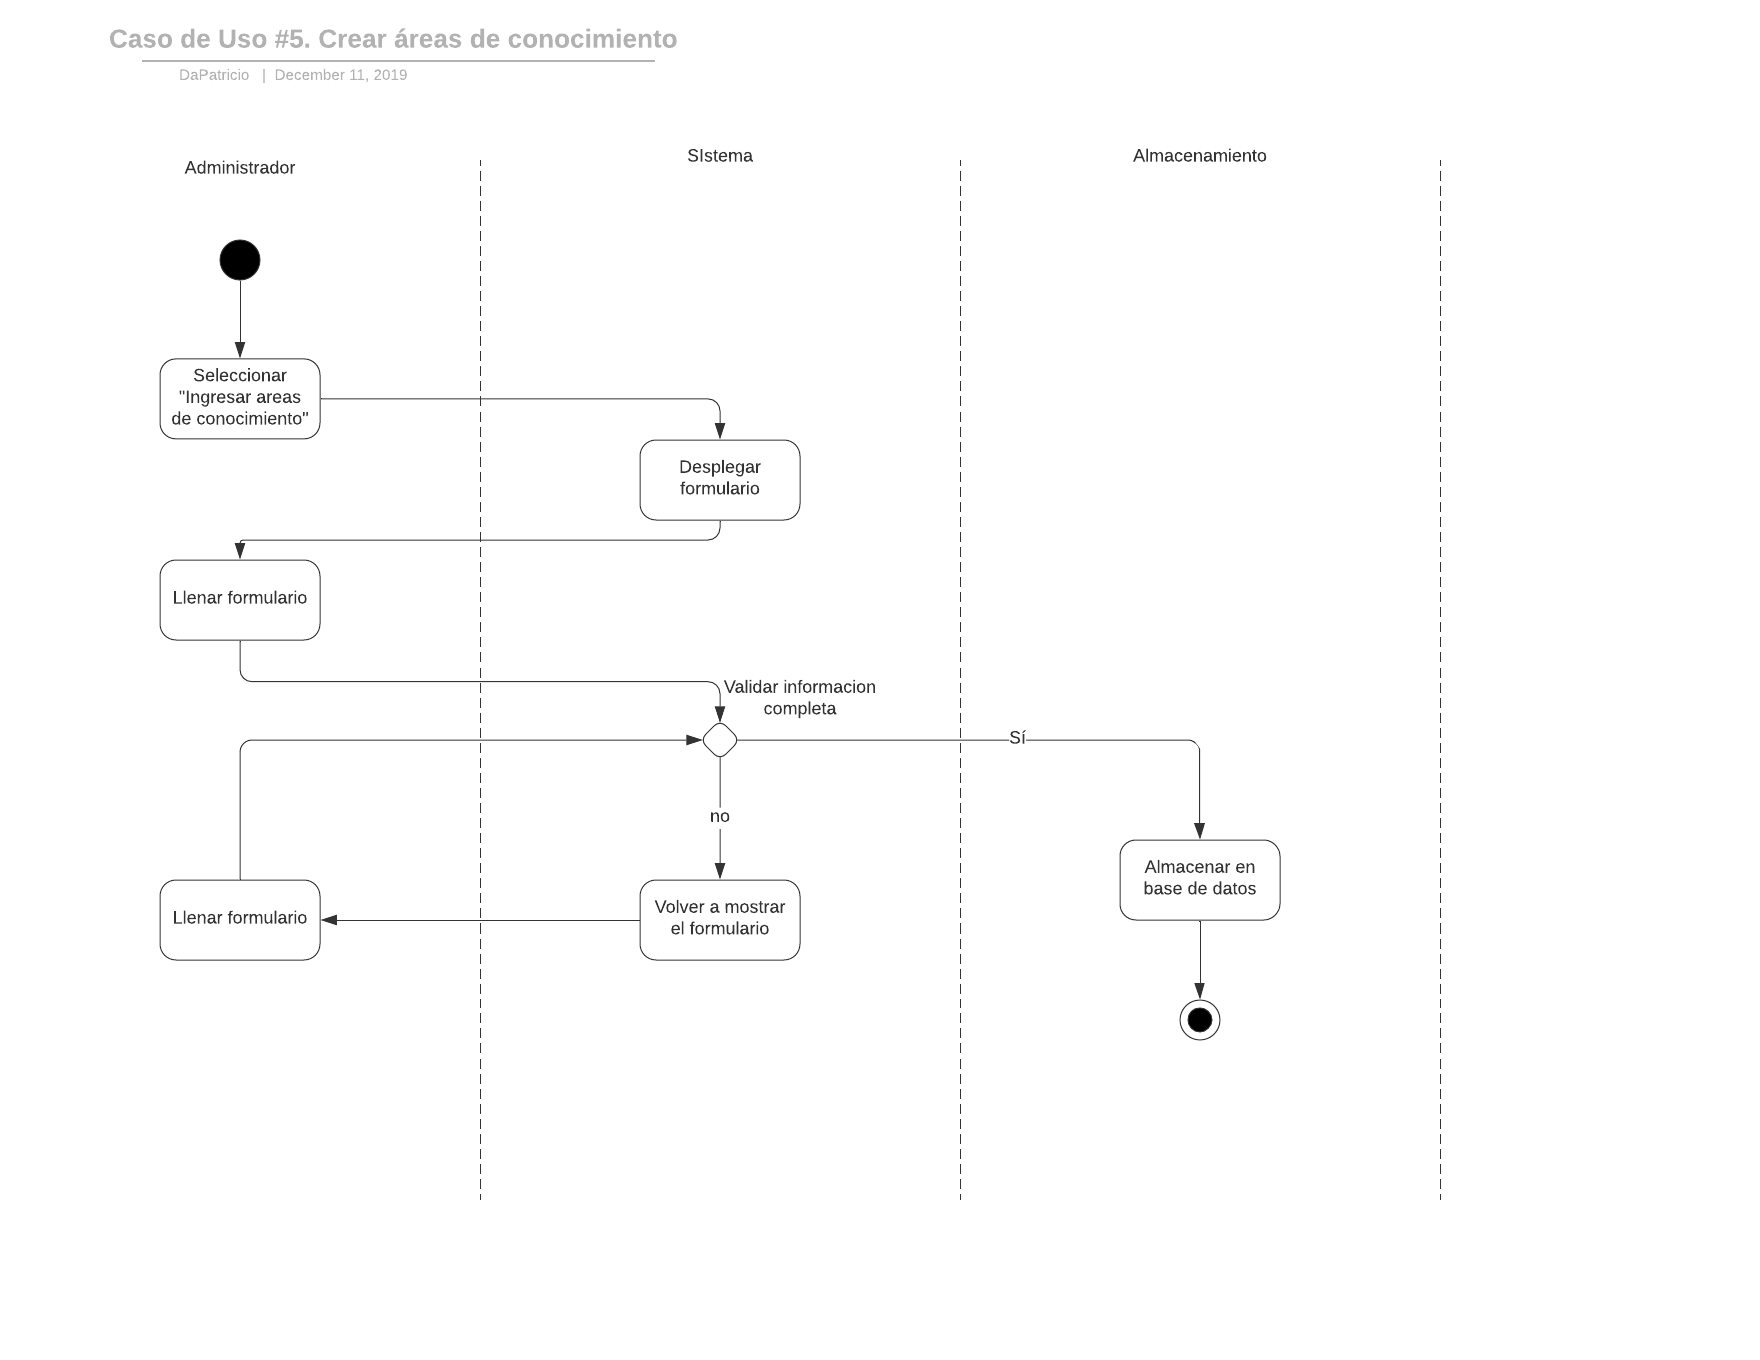 Caso de Uso #5. Crear áreas de conocimiento
DaPatricio | December 11, 2019
Administrador
SIstema
Almacenamiento
Seleccionar
"Ingresar areas
de conocimiento"
Desplegar
formulario
Llenar formulario
Validar informacion
completa
Sí
no
Almacenar en
base de datos
Llenar formulario
Volver a mostrar
el formulario